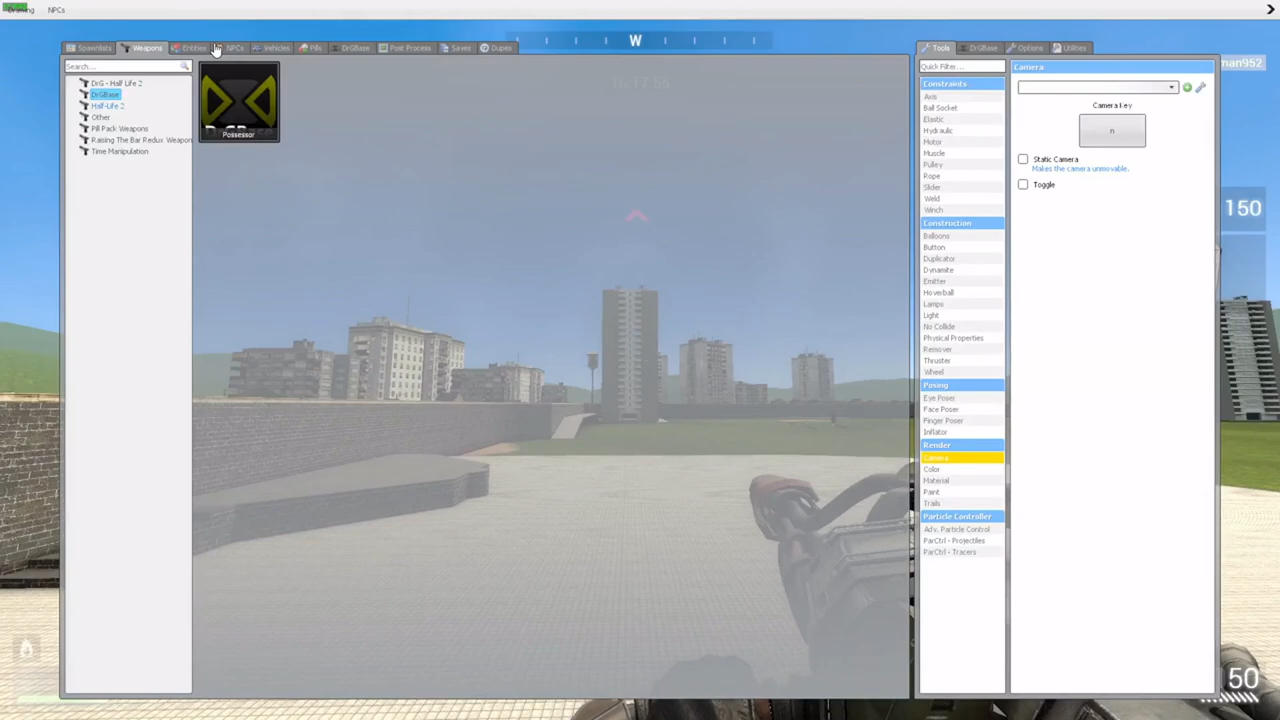 Drawing NPCs
Spawnlists Weapons Entities NPCs Vehicles Pills DrGBase Post Process Saves Dupes
W
Search...
DrG - Half Life 2
DrGBase
Half-Life 2
Other
Pill Pack Weapons
Raising The Bar Redux Weapon
Time Manipulation
Possessor
Tools DrGBase Options Utilities
man952
Quick Filter...
Constraints
Axis
Ball Socket
Elastic
Hydraulic
Motor
Muscle
Pulley
Rope
Slider
Weld
Winch
Construction
Balloons
Button
Duplicator
Dynamite
Emitter
Hoverball
Lamps
Light
No Collide
Physical Properties
Remover
Thruster
Wheel
Posing
Eye Poser
Face Poser
Finger Poser
Inflator
Render
Camera
Color
Material
Paint
Trails
Particle Controller
Adv. Particle Control
ParCtrl - Projectiles
ParCtrl - Tracers
Camera
Camera Key
n
Static Camera
Makes the camera unmovable.
Toggle
150
50